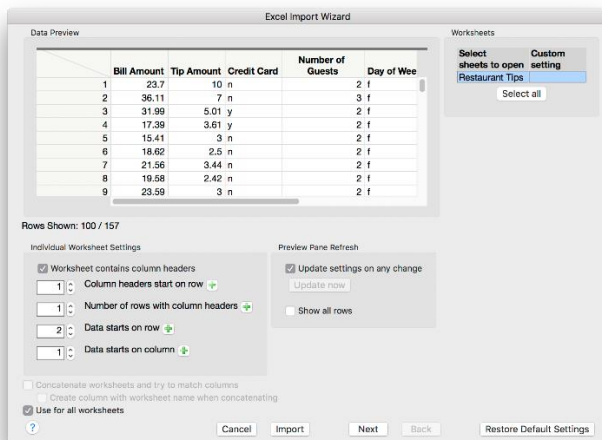 Excel Import Wizard
Data Preview
Bill Amount Tip Amount Credit Card Number of Guests Day of Wee
1 23.7 10 n 2 f
2 36.11 7 n 3 f
3 31.99 5.01 y 2 f
4 17.39 3.61 y 2 f
5 15.41 3 n 2 f
6 18.62 2.5 n 2 f
7 21.56 3.44 n 2 f
8 19.58 2.42 n 2 f
9 23.59 3 n 2 f
Rows Shown: 100 / 157
Worksheets
Select sheets to open Custom setting
Restaurant Tips
Select all
Individual Worksheet Settings
Worksheet contains column headers
1 Column headers start on row
1 Number of rows with column headers
2 Data starts on row
1 Data starts on column
Preview Pane Refresh
Update settings on any change
Update now
Show all rows
Concatenate worksheets and try to match columns
Create column with worksheet name when concatenating
Use for all worksheets
? Cancel Import Next Back Restore Default Settings